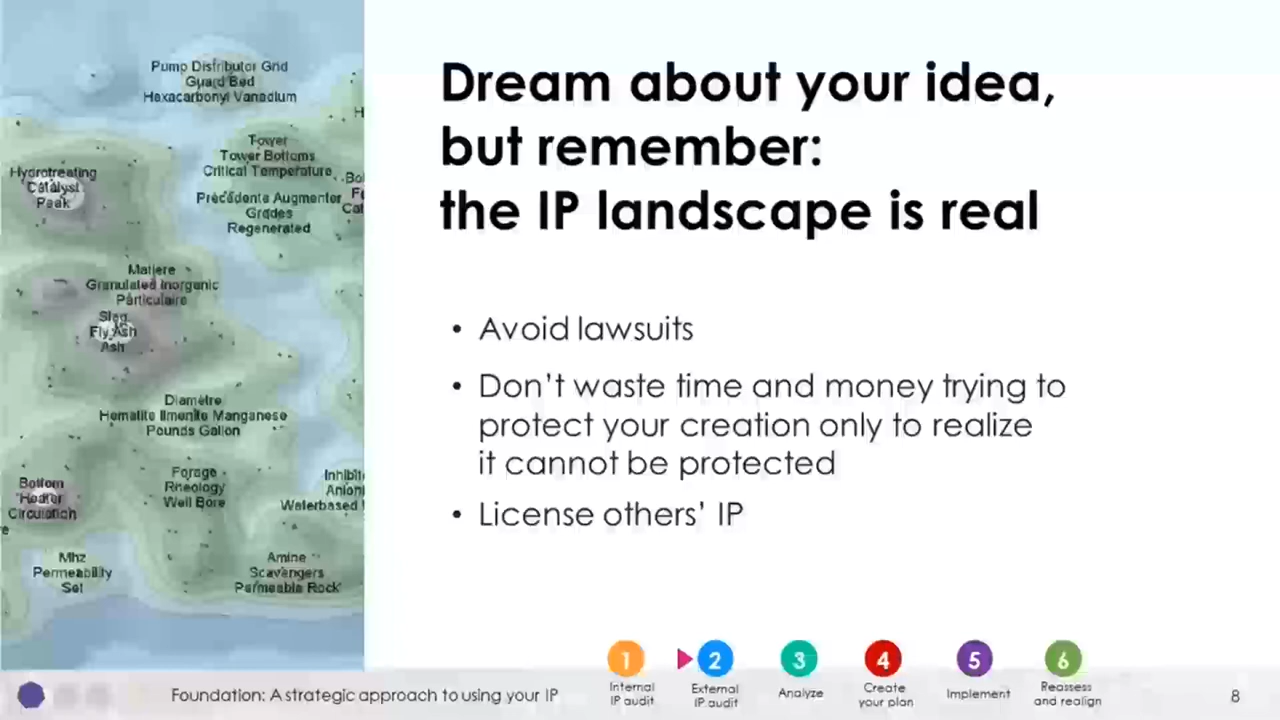 Pump Distributor Grid
Guard Bed
Hexacarbonyl Vanadium
Tower
Tower Bottoms
Critical Temperature
Hydrotreating
Catalyst
Peak
Précédente Augmenter
Grades
Regenerated
Matiere
Granulated Inorganic
Particulaire
Slag
Fly Ash
Ash
Diametre
Hematite Ilmenite Manganese
Pounds Gallon
Forage
Rheology
Well Bore
Bottom
Heater
Circulation
Mhz
Permeability
Set
Amine
Scavengers
Permeable Rock
Dream about your idea,
but remember:
the IP landscape is real
• Avoid lawsuits
• Don’t waste time and money trying to
protect your creation only to realize
it cannot be protected
• License others’ IP
Foundation: A strategic approach to using your IP
1
Internal
IP audit
2
External
IP audit
3
Analyze
4
Create
your plan
5
Implement
6
Reassess
and realign
8